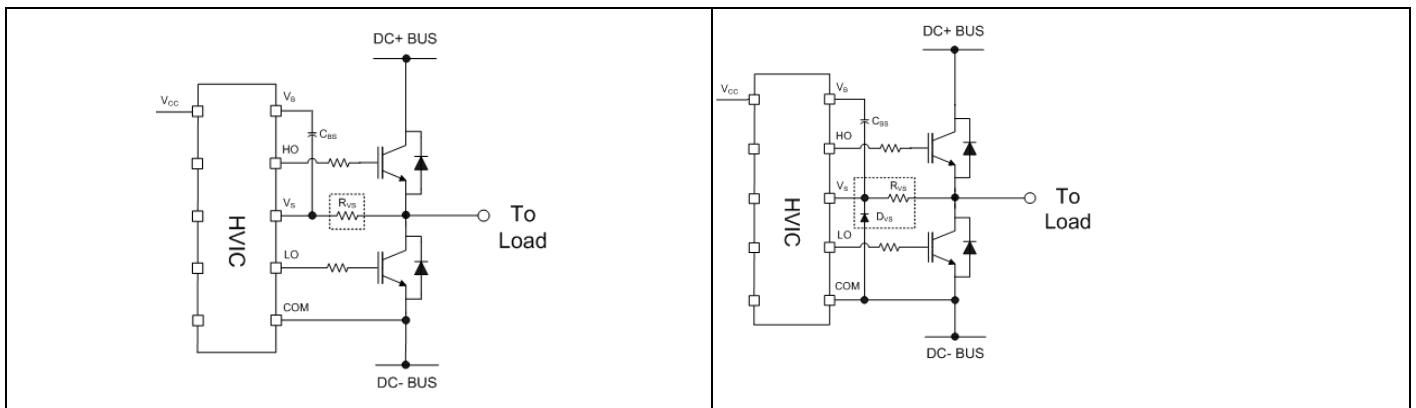 DC+ BUS
VCC
VB
CBS
HO
VS
RVS
To
Load
HVIC
LO
COM
DC- BUS
DC+ BUS
VCC
VB
CBS
HO
VS
RVS
To
Load
DVS
HVIC
LO
COM
DC- BUS